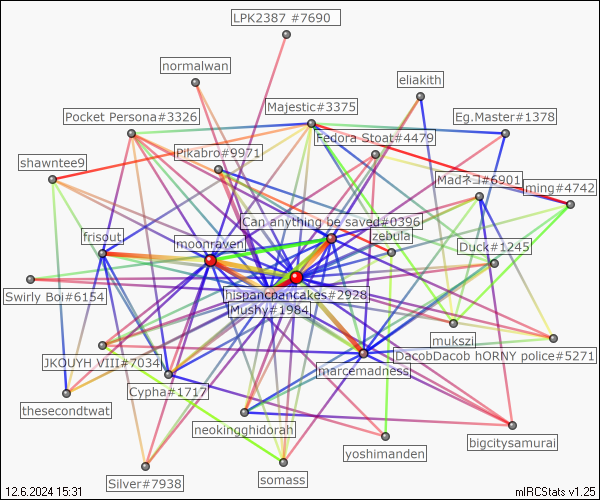 LPK2387 #7690
normalwan
eliakith
Majestic#3375
Pocket Persona#3326
Eg.Master#1378
Fedora Stoat#4479
Pikabro#9971
shawntee9
Madネコ#6901
ming#4742
Can anything be saved#0396
frisout
moonraven
zebula
Duck#1245
Swirly Boi#6154
hispancpancakes#2928
Mushy#1984
mukszi
JKOUYH VIII#7034
DacobDacob hORNY police#5271
marcemadness
Cypha#1717
thesecondtwat
neokingghidorah
bigcitysamurai
yoshimanden
Silver#7938
somass
12.6.2024 15:31
mIRCStats v1.25